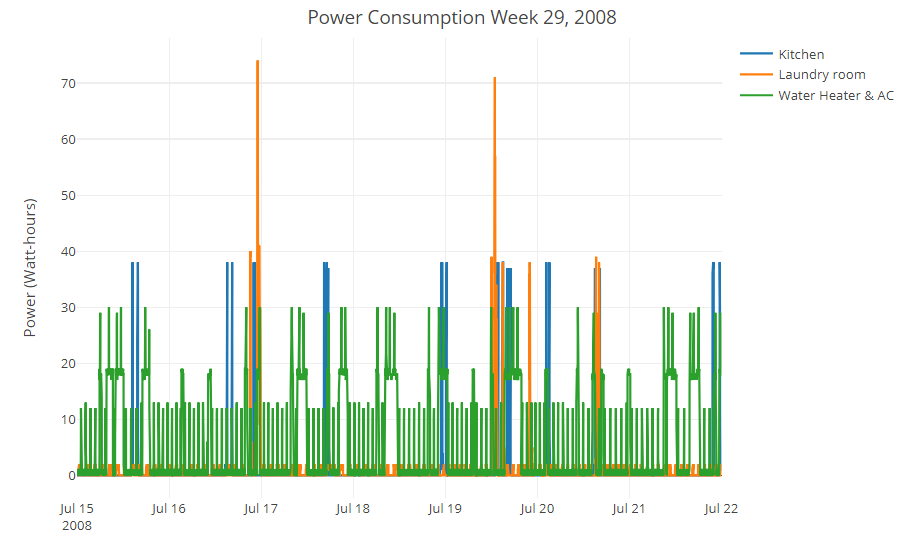 Power Consumption Week 29, 2008
Kitchen
Laundry room
Water Heater & AC
Power (Watt-hours)
70
60
50
40
30
20
10
0
Jul 15 Jul 16 Jul 17 Jul 18 Jul 19 Jul 20 Jul 21 Jul 22
2008